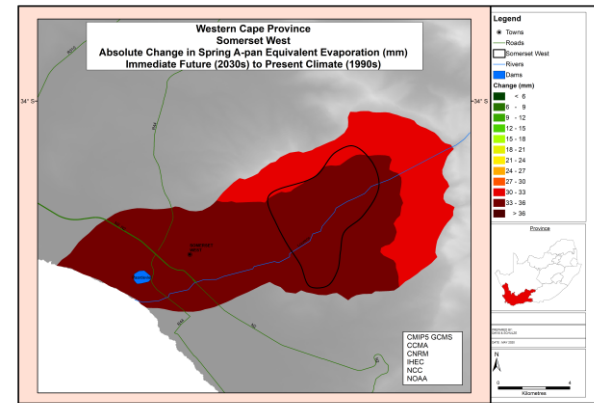 Western Cape Province
Somerset West
Absolute Change in Spring A-pan Equivalent Evaporation (mm)
Immediate Future (2030s) to Present Climate (1990s)
34° S
34° S
SOMERSET
WEST
CMIP5 GCMS
CCMA
CNRM
IHEC
NCC
NOAA
Legend
Towns
Roads
Somerset West
Rivers
Dams
Change (mm)
< 6
6 - 9
9 - 12
12 - 15
15 - 18
18 - 21
21 - 24
24 - 27
27 - 30
30 - 33
33 - 36
> 36
Province
N
Kilometres